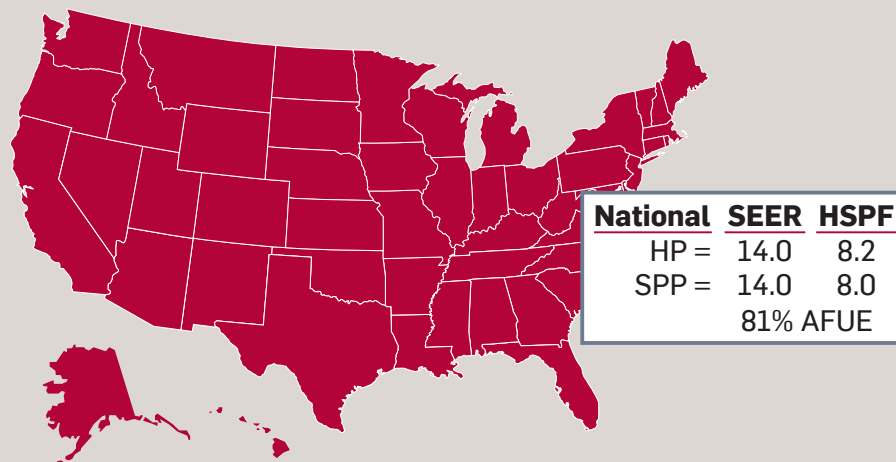 National SEER HSPF
HP = 14.0 8.2
SPP = 14.0 8.0
81% AFUE